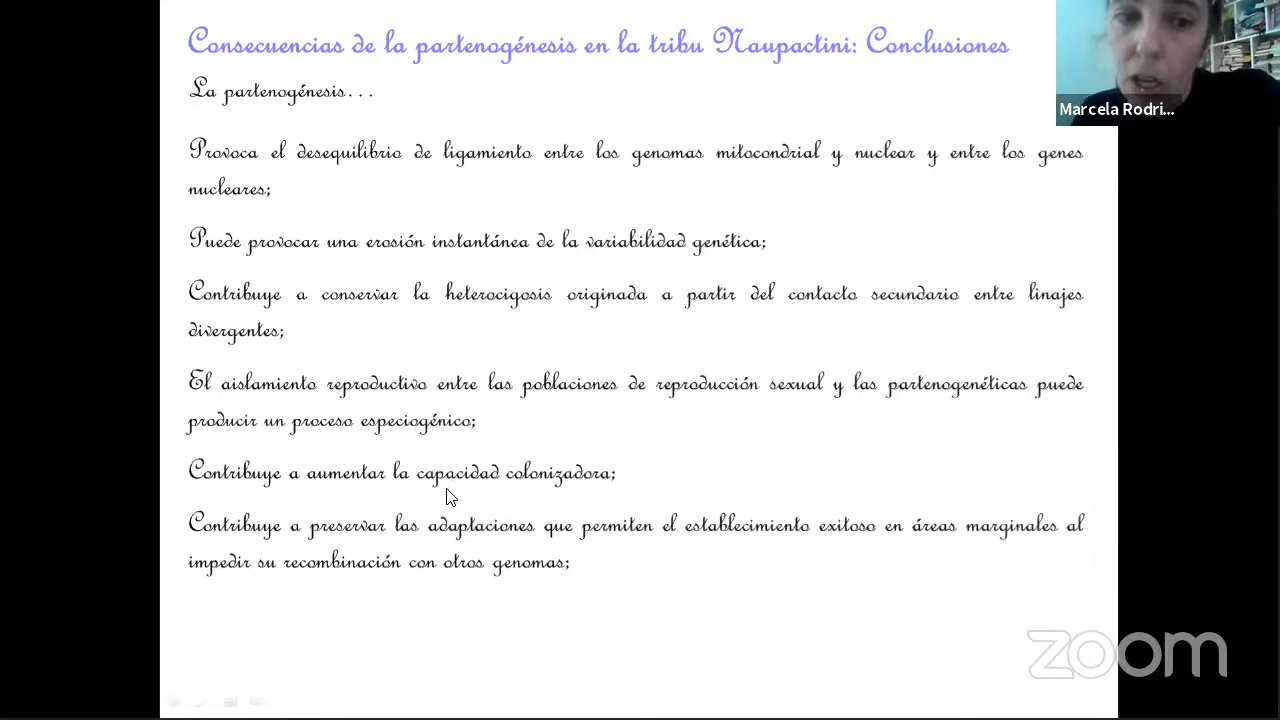 Consecuencias de la partenogénesis en la tribu Naupactini: Conclusiones
La partenogénesis...
Provoca el desequilibrio de ligamiento entre los genomas mitocondrial y nuclear y entre los genes
nucleares;
Puede provocar una erosión instantánea de la variabilidad genética;
Contribuye a conservar la heterocigosis originada a partir del contacto secundario entre linajes
divergentes;
El aislamiento reproductivo entre las poblaciones de reproducción sexual y las partenogenéticas puede
producir un proceso especiogénico;
Contribuye a aumentar la capacidad colonizadora;
Contribuye a preservar las adaptaciones que permiten el establecimiento exitoso en áreas marginales al
impedir su recombinación con otros genomas;
Marcela Rodri...
zoom